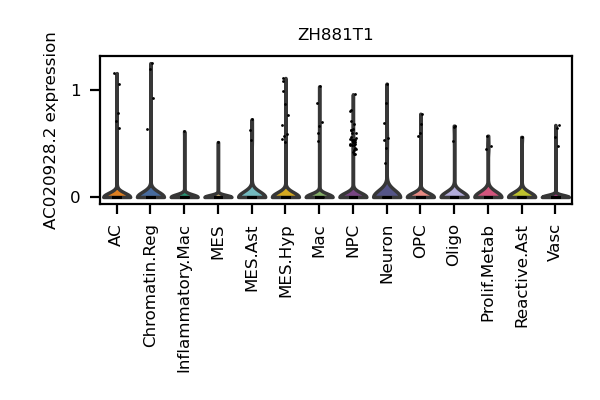 ZH881T1
AC020928.2 expression
1
0
AC
Chromatin.Reg
Inflammatory.Mac
MES
MES.Ast
MES.Hyp
Mac
NPC
Neuron
OPC
Oligo
Prolif.Metab
Reactive.Ast
Vasc